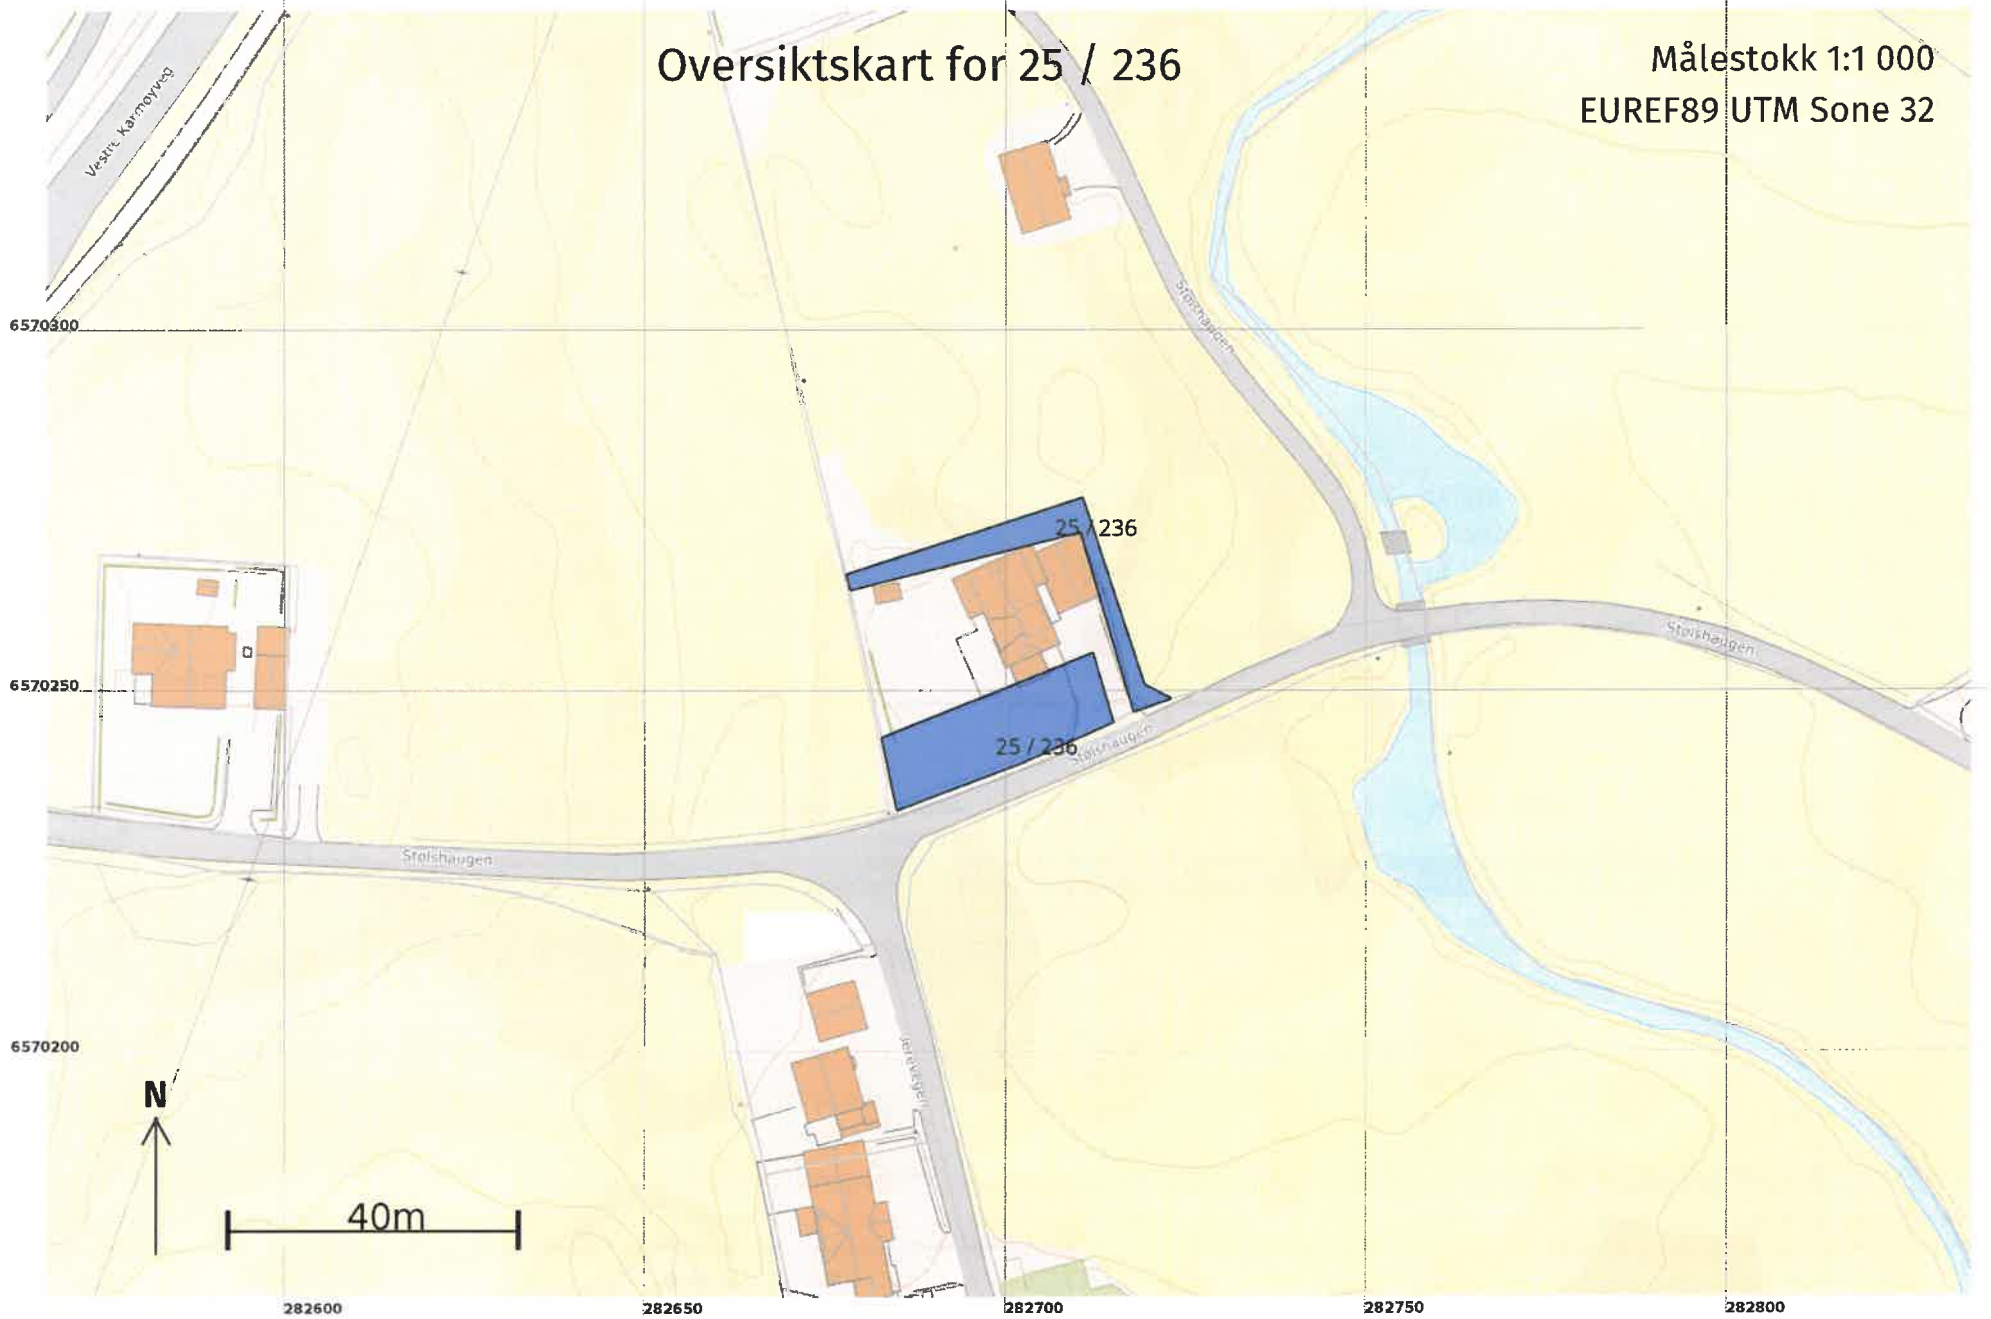 Oversiktskart for 25 / 236
Målestokk 1:1 000
EUREF89 UTM Sone 32
Vestre Karmøyveg
Stølshaugen
6570300
25 / 236
Stølshaugen
6570250
25 / 236
Stølshaugen
Stølshaugen
6570200
Jerevegen
N
40m
282600
282650
282700
282750
282800